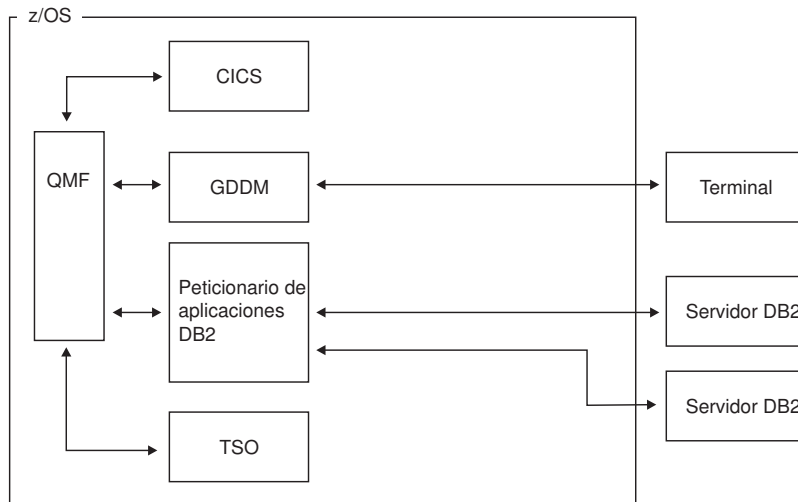 z/OS
CICS
QMF
GDDM
Terminal
Peticionario de
aplicaciones
DB2
Servidor DB2
Servidor DB2
TSO